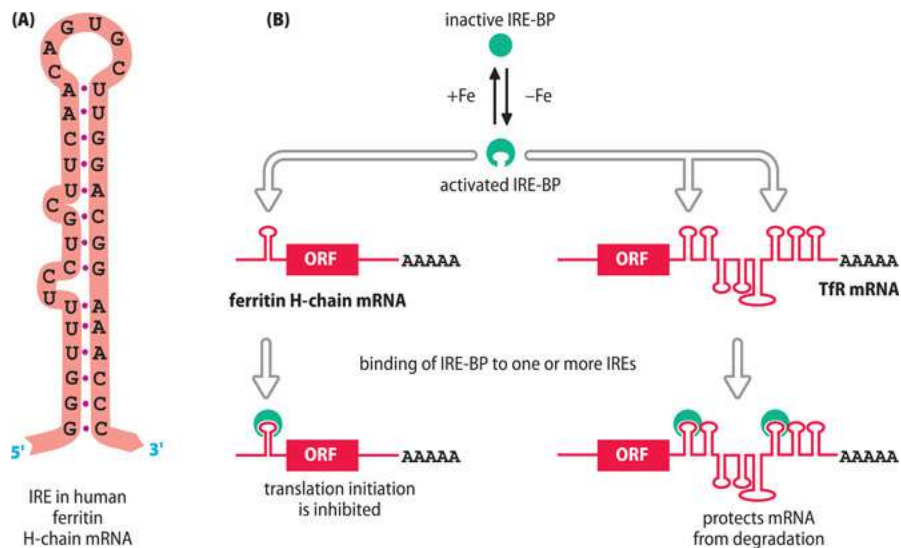 (A)
GGGUUUUCCUGCUUCAACAGUGCUUGGACGGAAACCC
5'
3'
IRE in human
ferritin
H-chain mRNA
(B)
inactive IRE-BP
+Fe
–Fe
activated IRE-BP
ORF
AAAAA
ferritin H-chain mRNA
ORF
AAAAA
TfR mRNA
binding of IRE-BP to one or more IREs
ORF
AAAAA
translation initiation
is inhibited
ORF
AAAAA
protects mRNA
from degradation